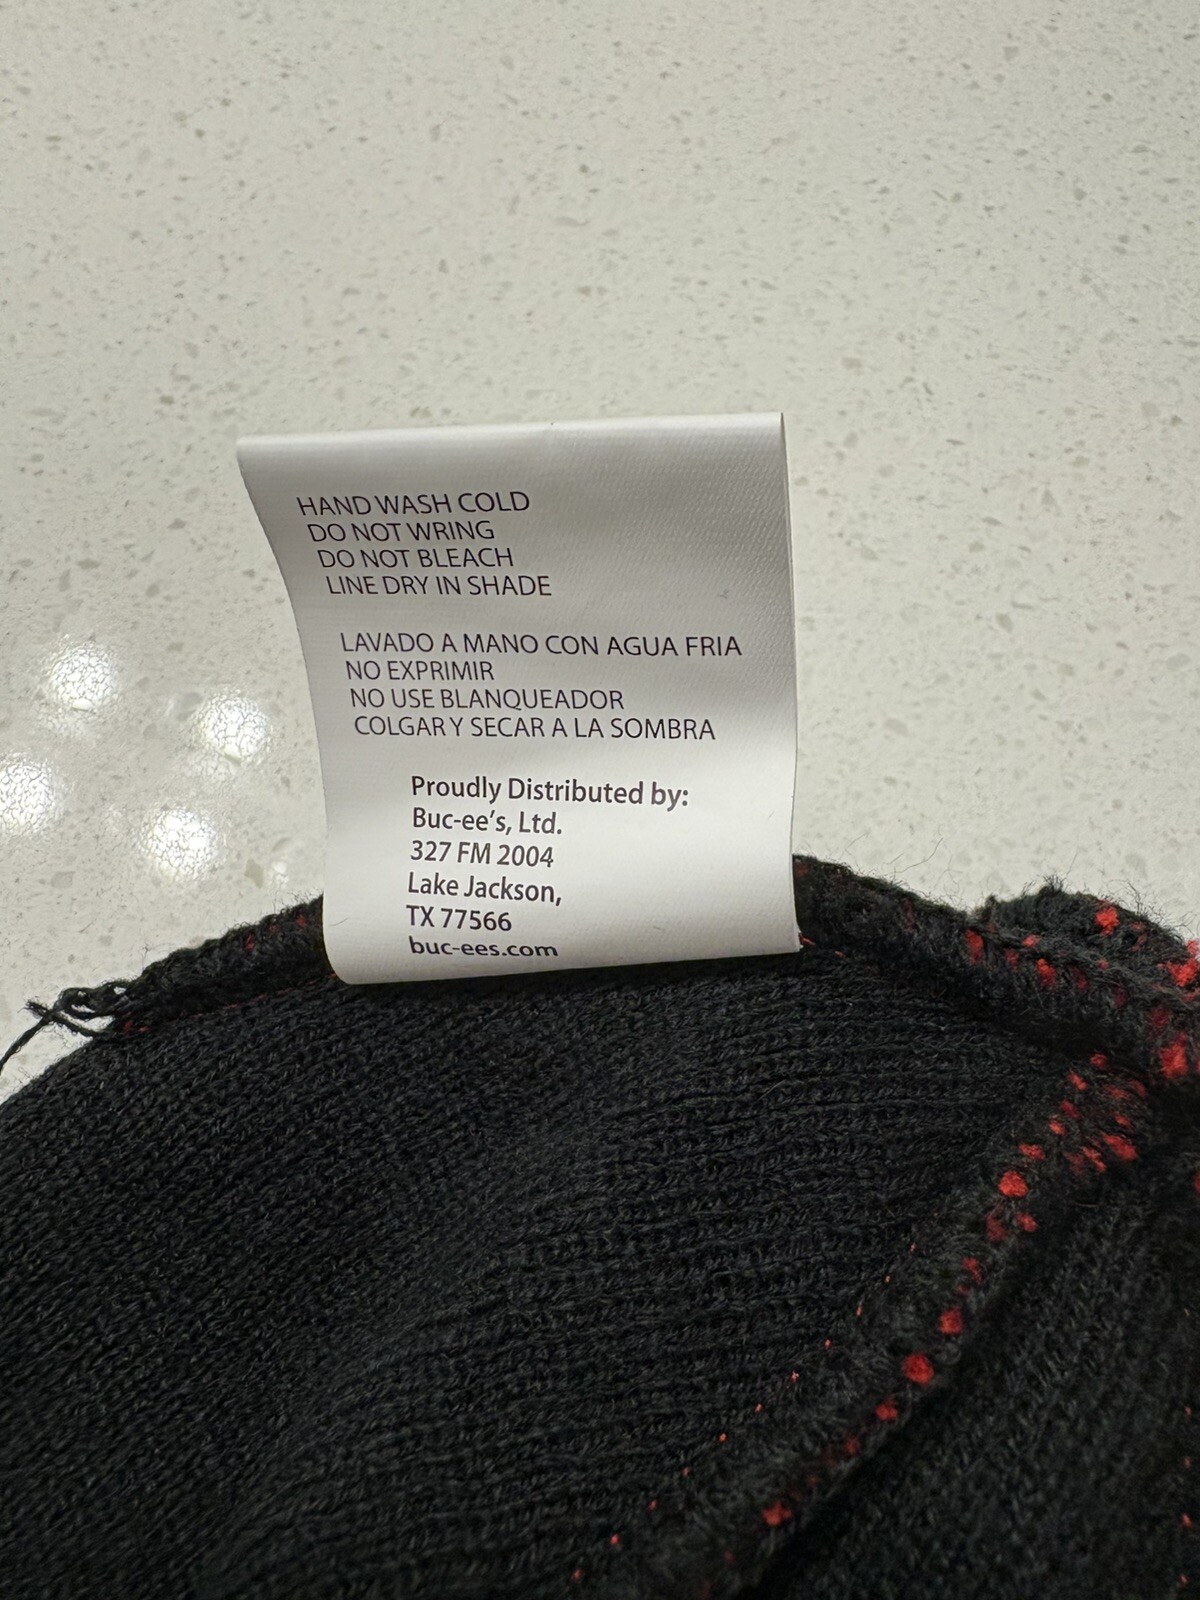 HAND WASH COLD
DO NOT WRING
DO NOT BLEACH
LINE DRY IN SHADE
LAVADO A MANO CON AGUA FRIA
NO EXPRIMIR
NO USE BLANQUEADOR
COLGAR Y SECAR A LA SOMBRA
Proudly Distributed by:
Buc-ee's, Ltd.
327 FM 2004
Lake Jackson,
TX 77566
buc-ees.com